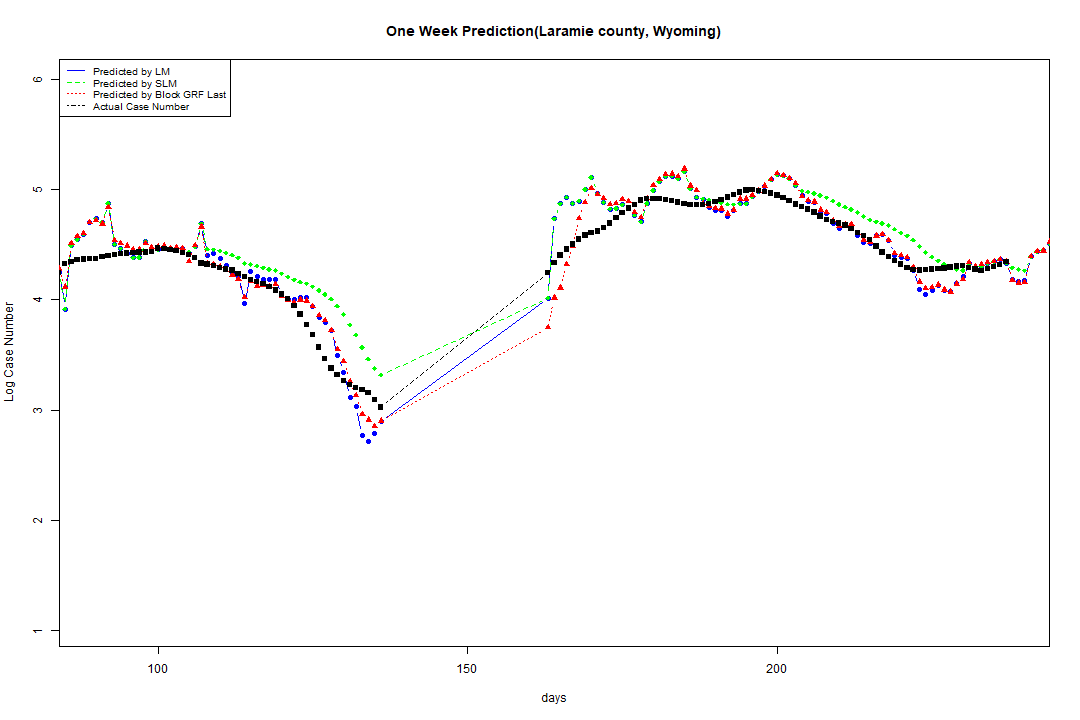 One Week Prediction(Laramie county, Wyoming)
Predicted by LM
Predicted by SLM
Predicted by Block GRF Last
Actual Case Number
6
5
4
3
2
1
Log Case Number
100
150
200
days